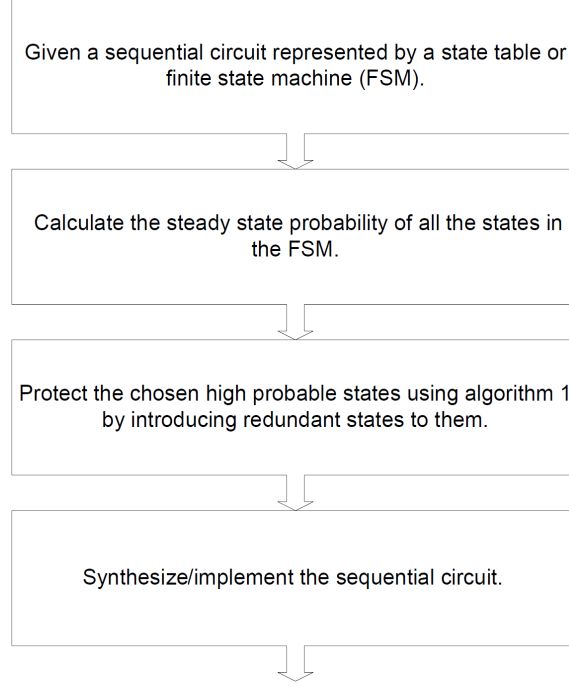 Given a sequential circuit represented by a state table or
finite state machine (FSM).
Calculate the steady state probability of all the states in
the FSM.
Protect the chosen high probable states using algorithm 1
by introducing redundant states to them.
Synthesize/implement the sequential circuit.